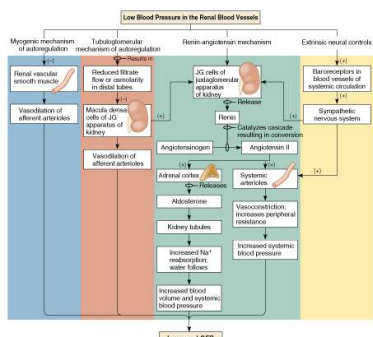 Low Blood Pressure in the Renal Blood Vessels
Myogenic mechanism
of autoregulation
Tubuloglomerular
mechanism of autoregulation
Renin-angiotensin mechanism
Extrinsic neural controls
(–)
Results in
Renal vascular
smooth muscle
Vasodilation of
afferent arterioles
Reduced filtrate
flow or osmolarity
in distal tubes
(–)
Macula densa
cells of JG
apparatus of
kidney
Vasodilation of
afferent arterioles
(+)
JG cells of
juxtaglomerular
apparatus
of kidney
Release
Renin
Catalyzes cascade
resulting in conversion
Angiotensinogen
Angiotensin II
(+)
(+)
Adrenal cortex
Releases
Aldosterone
Kidney tubules
Increased Na+
reabsorption;
water follows
Increased blood
volume and systemic
blood pressure
Systemic
arterioles
Vasoconstriction;
increases peripheral
resistance
Increased systemic
blood pressure
(–)
Baroreceptors in
blood vessels of
systemic circulation
(+)
Sympathetic
nervous system
(+)